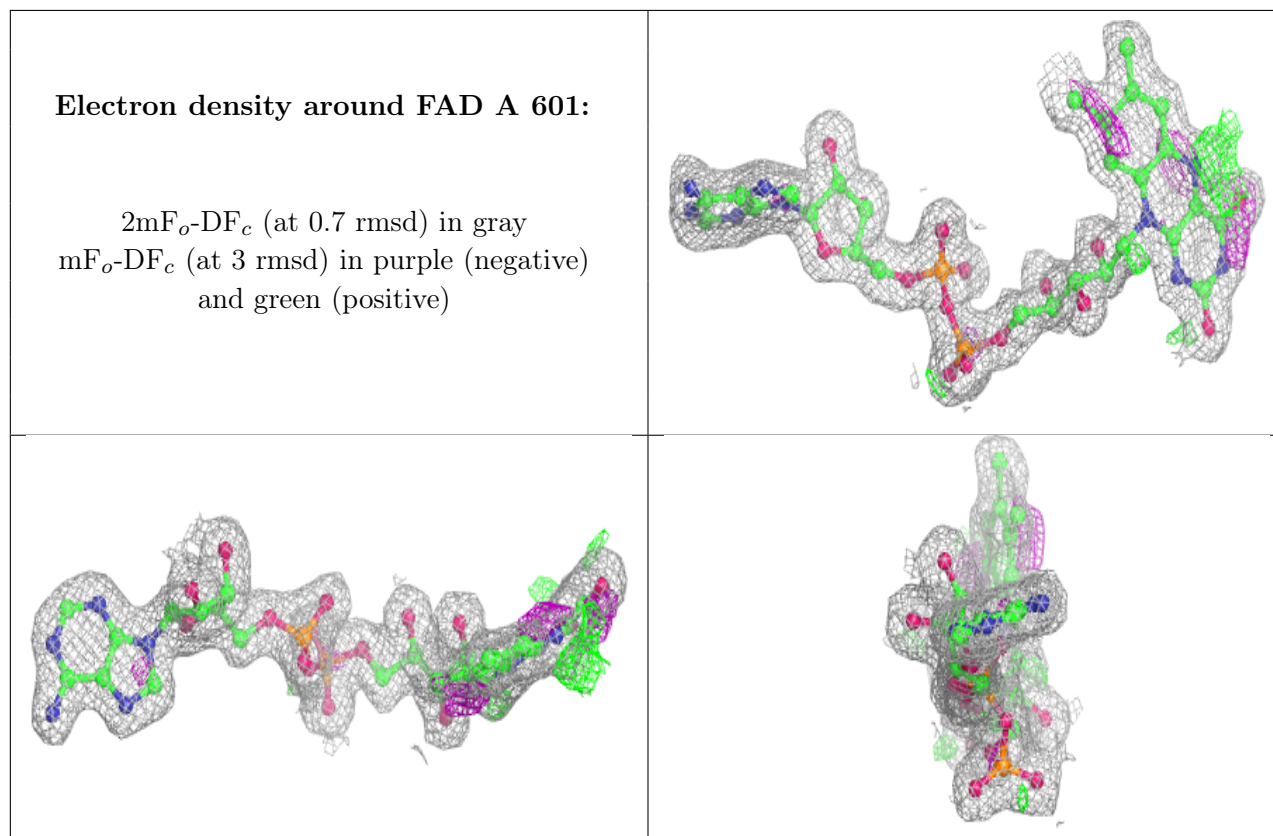 Electron density around FAD A 601:
2mFo-DFc (at 0.7 rmsd) in gray
mFo-DFc (at 3 rmsd) in purple (negative)
and green (positive)